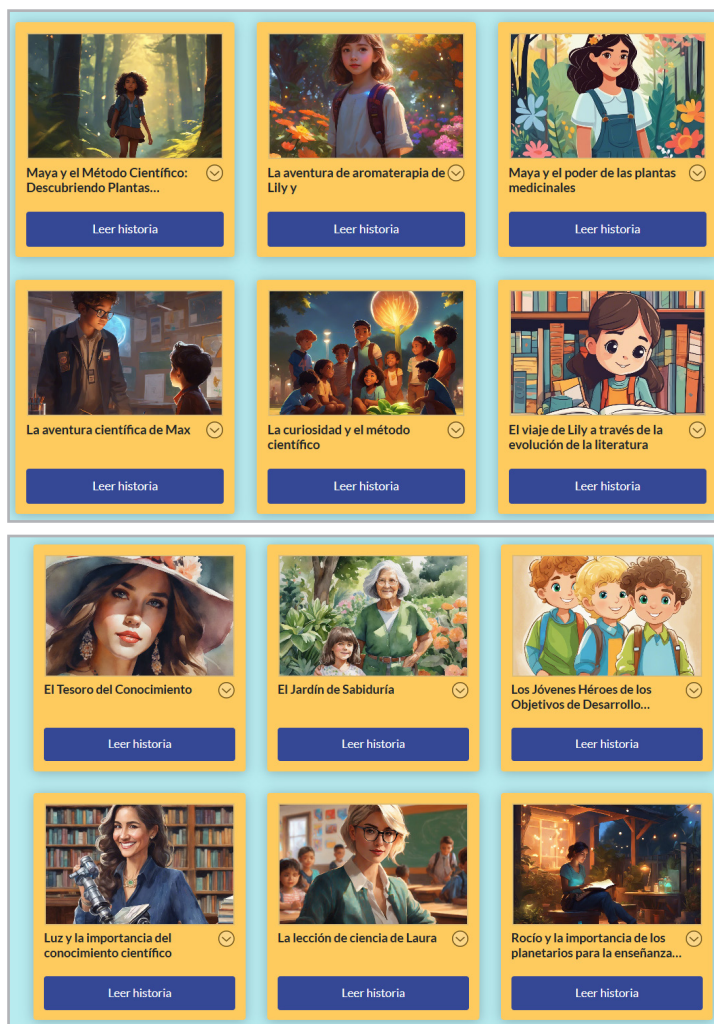 Maya y el Método Científico:
Descubriendo Plantas...
Leer historia
La aventura de aromaterapia de
Lily y
Leer historia
Maya y el poder de las plantas
medicinales
Leer historia
La aventura científica de Max
Leer historia
La curiosidad y el método
científico
Leer historia
El viaje de Lily a través de la
evolución de la literatura
Leer historia
El Tesoro del Conocimiento
Leer historia
El Jardín de Sabiduría
Leer historia
Los Jóvenes Héroes de los
Objetivos de Desarrollo...
Leer historia
Luz y la importancia del
conocimiento científico
Leer historia
La lección de ciencia de Laura
Leer historia
Rocío y la importancia de los
planetarios para la enseñanza...
Leer historia